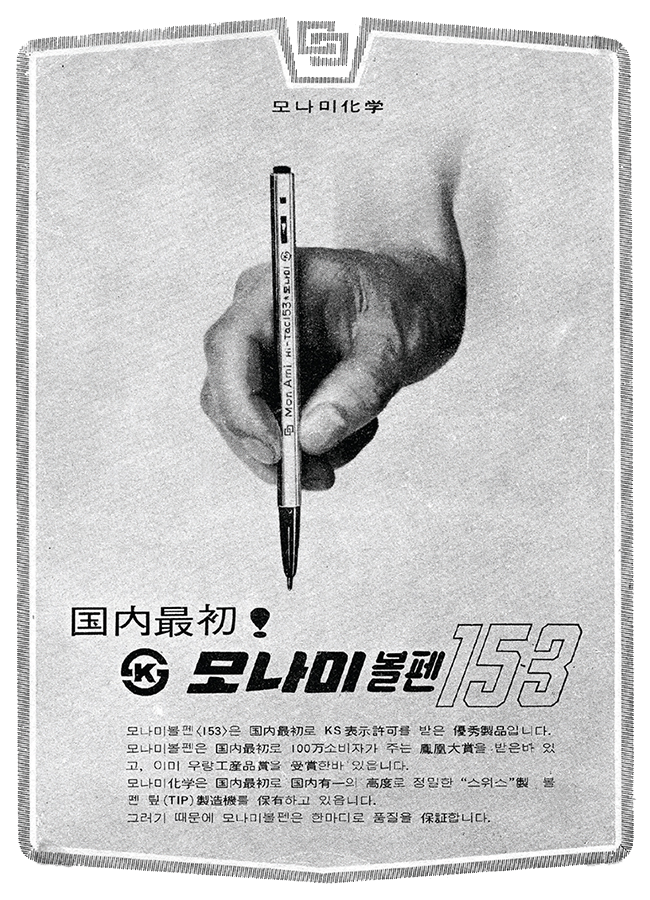 모나미化学
Mon Ami Hi-Tac 153 모나미
国内最初!
K 모나미 볼펜 153
모나미볼펜〈153〉은 国内最初로 KS表示許可를 받은 優秀製品입니다.
모나미볼펜은 国内最初로 100万소비자가 주는 鳳凰大賞을 받은바 있
고, 이미 우량工産品賞을 受賞한바 있읍니다.
모나미化学은 国内最初로 国内有一의 高度로 정밀한 “스위스”製 볼
펜 팊(TIP)製造機를 保有하고 있읍니다.
그러기 때문에 모나미볼펜은 한마디로 품질을 保証합니다.